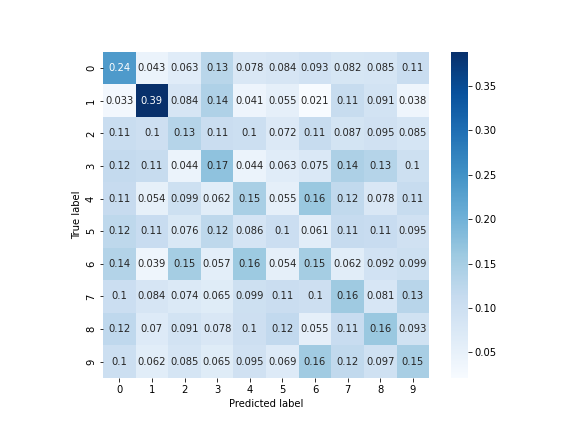 0 0.24 0.043 0.063 0.13 0.078 0.084 0.093 0.082 0.085 0.11
1 0.033 0.39 0.084 0.14 0.041 0.055 0.021 0.11 0.091 0.038
2 0.11 0.1 0.13 0.11 0.1 0.072 0.11 0.087 0.095 0.085
3 0.12 0.11 0.044 0.17 0.044 0.063 0.075 0.14 0.13 0.1
4 0.11 0.054 0.099 0.062 0.15 0.055 0.16 0.12 0.078 0.11
5 0.12 0.11 0.076 0.12 0.086 0.1 0.061 0.11 0.11 0.095
6 0.14 0.039 0.15 0.057 0.16 0.054 0.15 0.062 0.092 0.099
7 0.1 0.084 0.074 0.065 0.099 0.11 0.1 0.16 0.081 0.13
8 0.12 0.07 0.091 0.078 0.1 0.12 0.055 0.11 0.16 0.093
9 0.1 0.062 0.085 0.065 0.095 0.069 0.16 0.12 0.097 0.15
0 1 2 3 4 5 6 7 8 9
Predicted label
True label
0.35
0.30
0.25
0.20
0.15
0.10
0.05